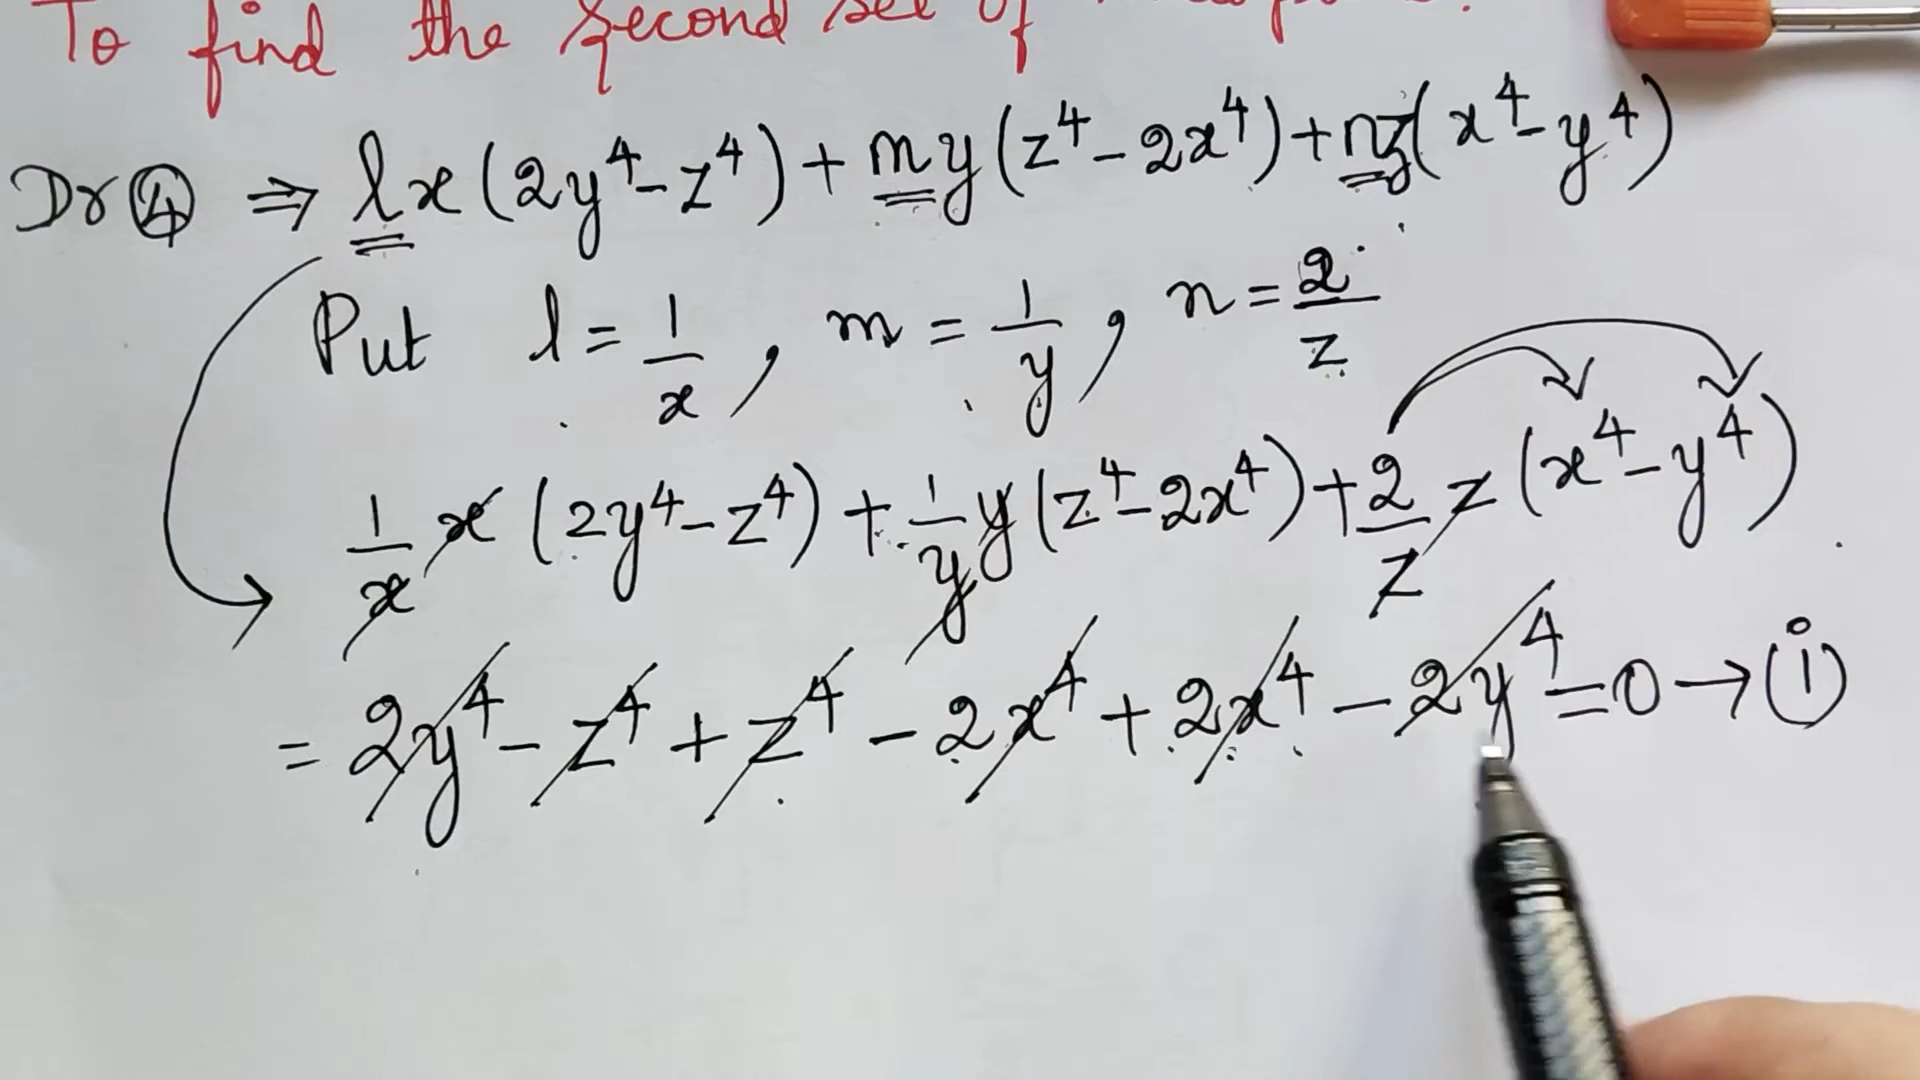 To find the second set of
Dr ④ ⇒ lx(2y⁴-z⁴) + my(z⁴-2x⁴) + nz(x⁴-y⁴)
Put l = 1/x, m = 1/y, n = 2/z
1/x x (2y⁴-z⁴) + 1/y y (z⁴-2x⁴) + 2/z z (x⁴-y⁴)
= 2y⁴ - z⁴ + z⁴ - 2x⁴ + 2x⁴ - 2y⁴ = 0 → (i)